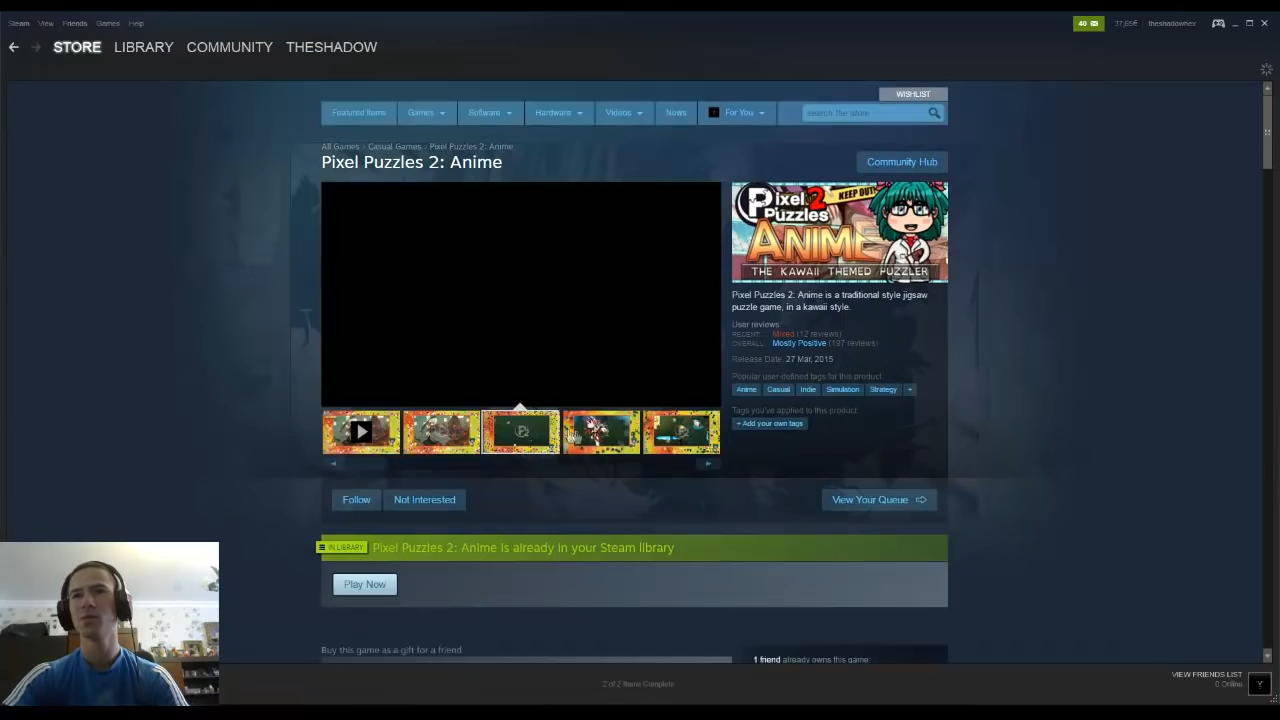 Steam View Friends Games Help
40
37,65€ theshadowhex
STORE LIBRARY COMMUNITY THESHADOW
WISHLIST
Featured Items Games Software Hardware Videos News For You search the store
All Games > Casual Games > Pixel Puzzles 2: Anime
Pixel Puzzles 2: Anime
Community Hub
Pixel 2 Puzzles KEEP OUT!
ANIME
THE KAWAII THEMED PUZZLER
Pixel Puzzles 2: Anime is a traditional style jigsaw
puzzle game, in a kawaii style.
User reviews:
RECENT: Mixed (12 reviews)
OVERALL: Mostly Positive (197 reviews)
Release Date: 27 Mar, 2015
Popular user-defined tags for this product:
Anime Casual Indie Simulation Strategy +
Tags you've applied to this product:
+ Add your own tags
Follow Not Interested View Your Queue
IN LIBRARY Pixel Puzzles 2: Anime is already in your Steam library
Play Now
Buy this game as a gift for a friend
1 friend already owns this game:
2 of 2 Items Complete
VIEW FRIENDS LIST
0 Online